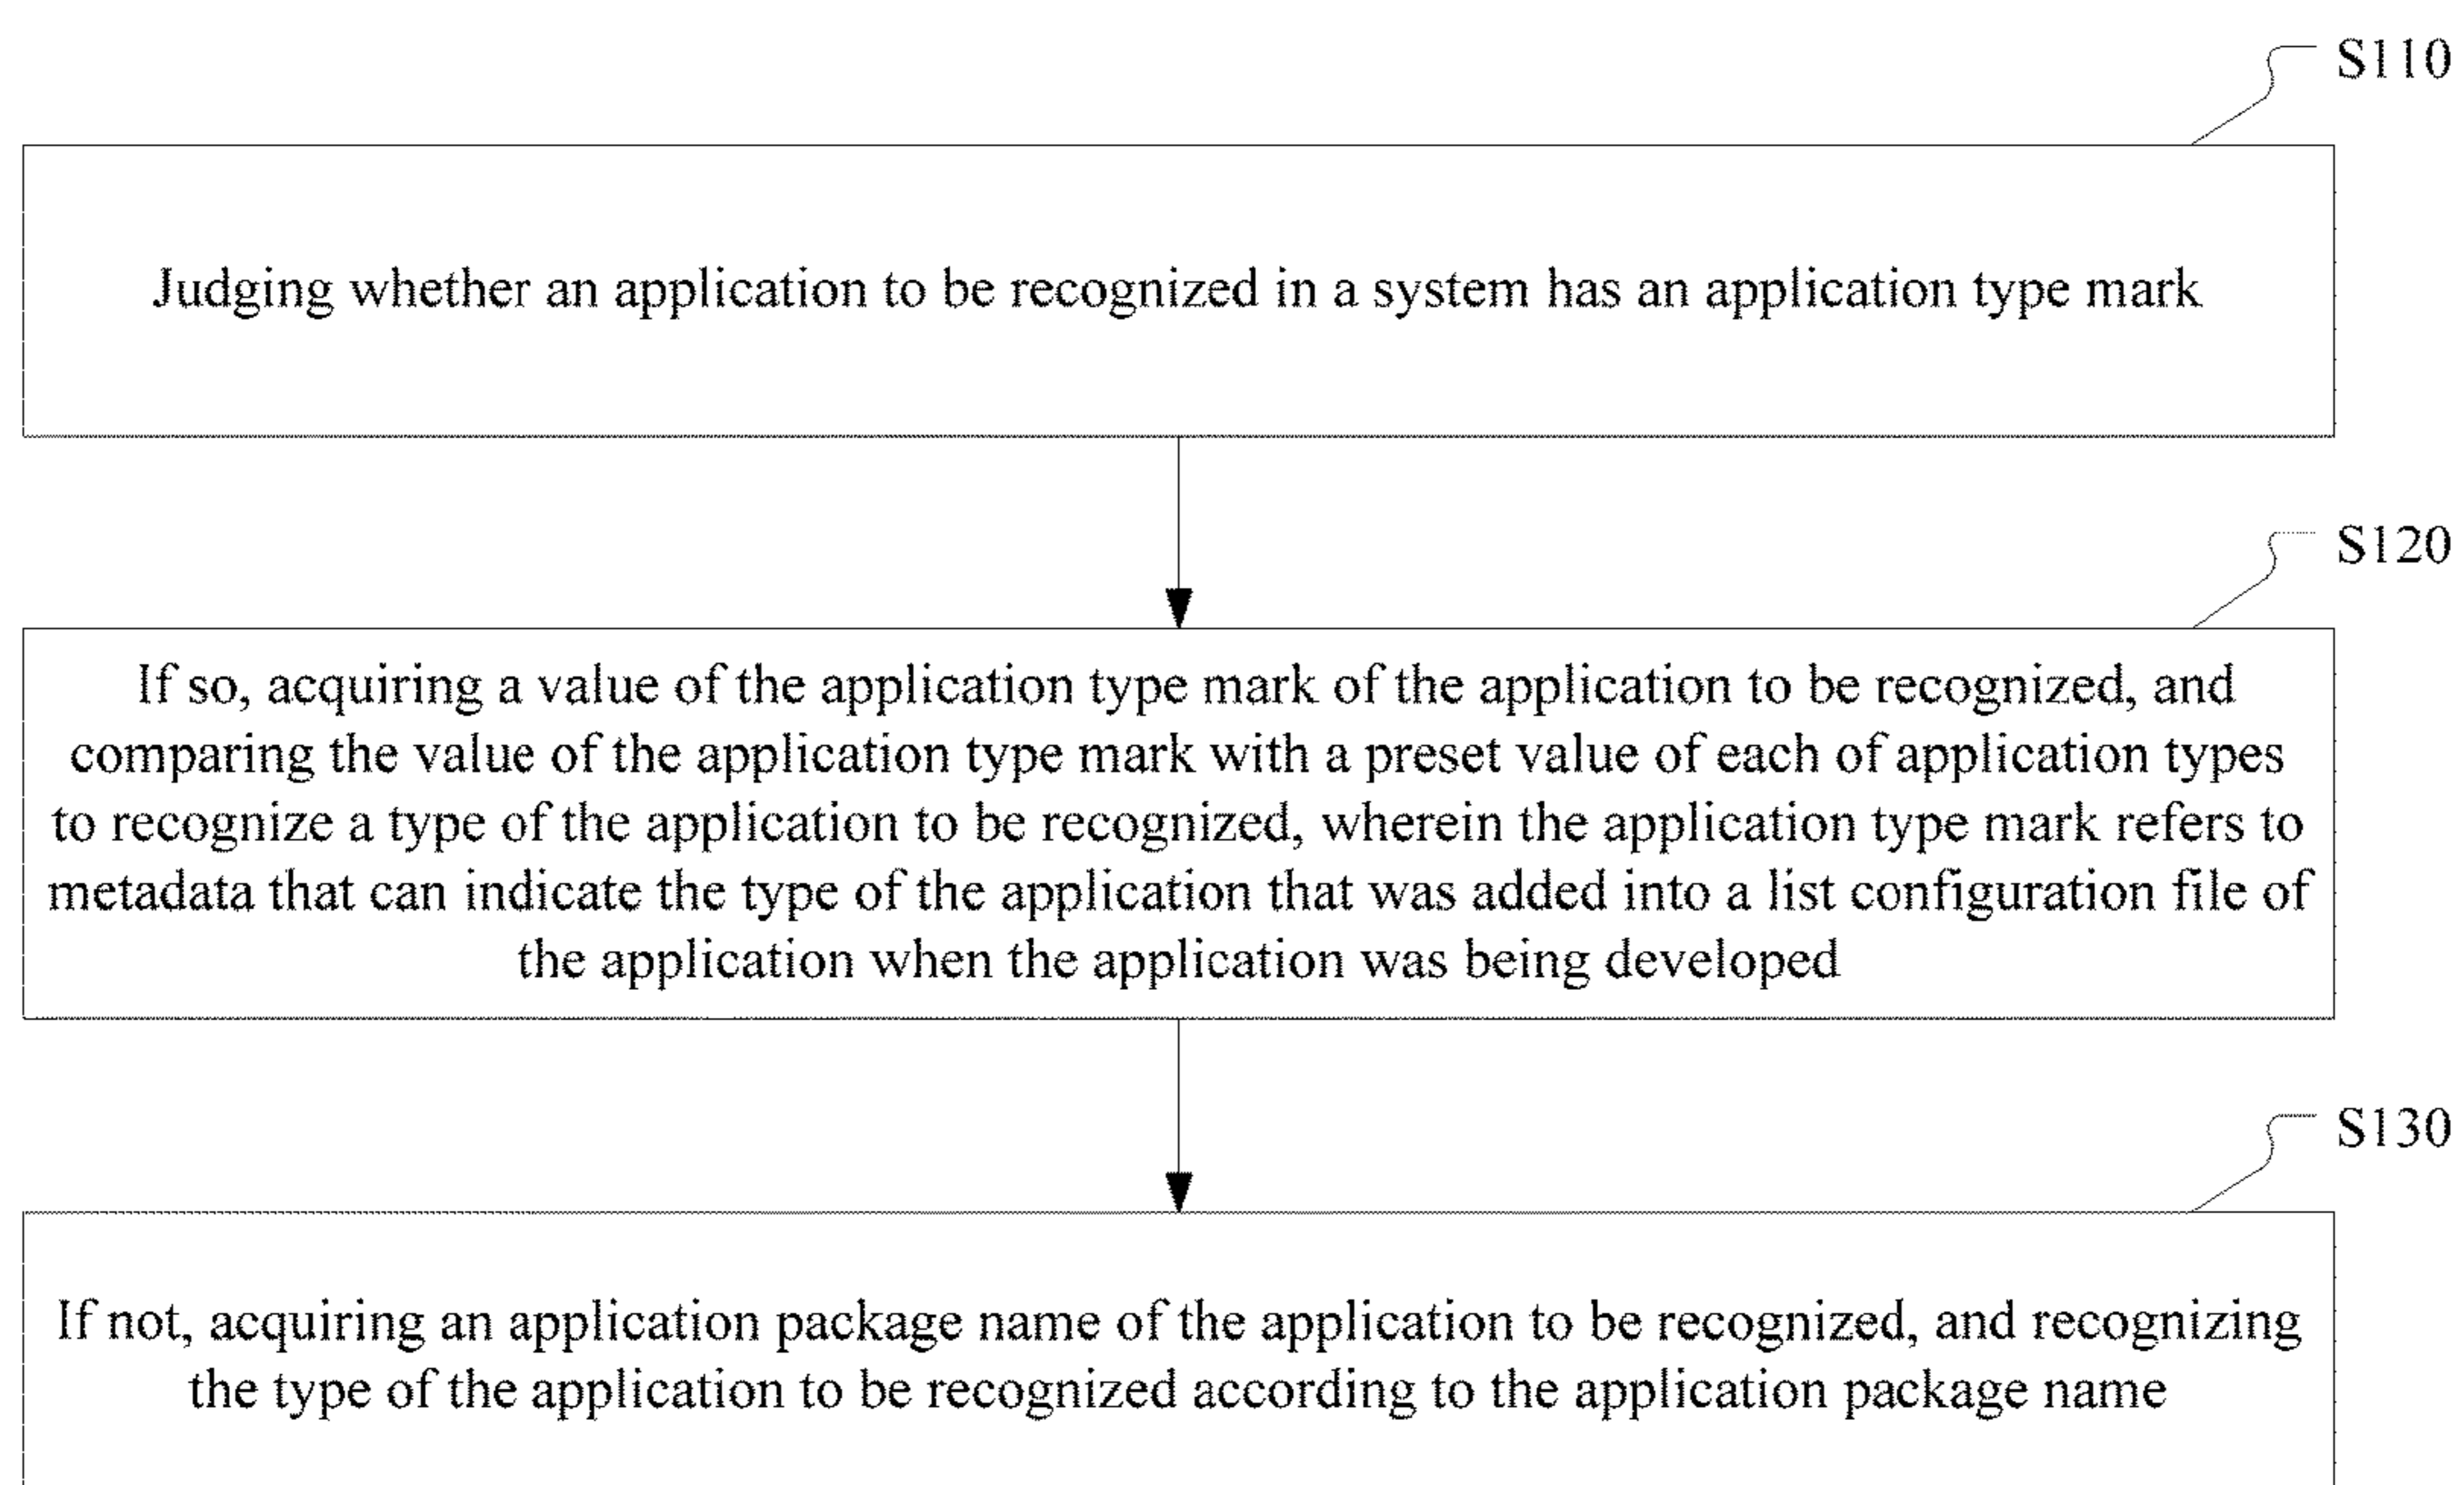 S110
Judging whether an application to be recognized in a system has an application type mark
S120
If so, acquiring a value of the application type mark of the application to be recognized, and
comparing the value of the application type mark with a preset value of each of application types
to recognize a type of the application to be recognized, wherein the application type mark refers to
metadata that can indicate the type of the application that was added into a list configuration file of
the application when the application was being developed
S130
If not, acquiring an application package name of the application to be recognized, and recognizing
the type of the application to be recognized according to the application package name